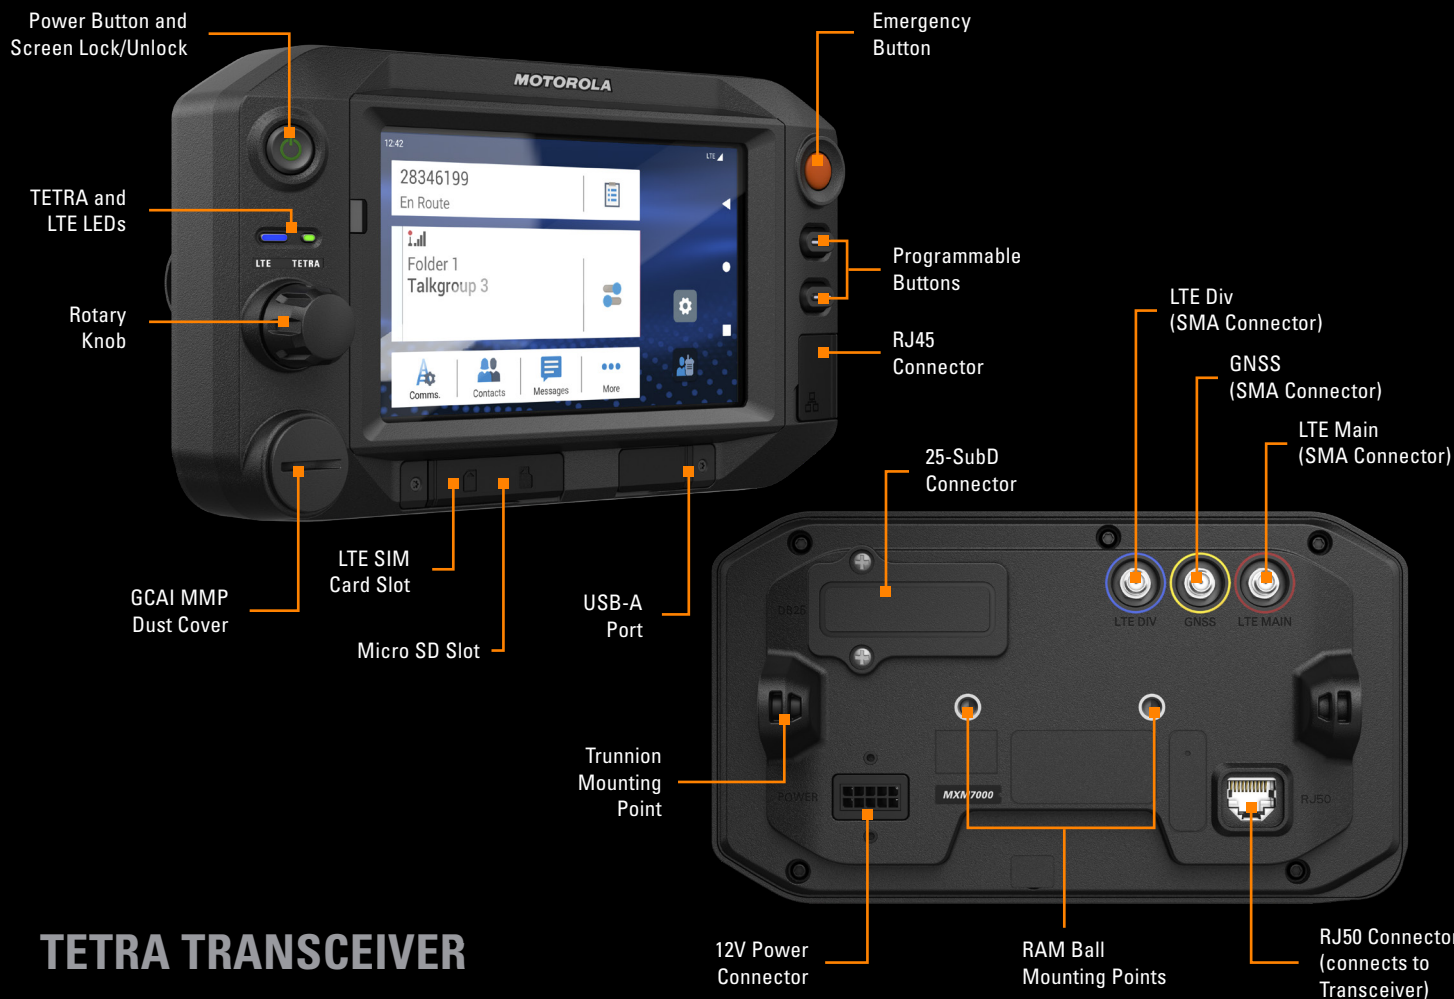 Power Button and
Screen Lock/Unlock
Emergency
Button
MOTOROLA
12:42
LTE
28346199
En Route
TETRA and
LTE LEDs
LTE TETRA
Folder 1
Talkgroup 3
Programmable
Buttons
Rotary
Knob
RJ45
Connector
Comms.
Contacts
Messages
More
LTE Div
(SMA Connector)
GNSS
(SMA Connector)
LTE Main
(SMA Connector)
25-SubD
Connector
LTE SIM
Card Slot
GCAI MMP
Dust Cover
USB-A
Port
Micro SD Slot
DB25
LTE DIV
GNSS
LTE MAIN
Trunnion
Mounting
Point
POWER
MXM7000
RJ50
12V Power
Connector
RAM Ball
Mounting Points
RJ50 Connector
(connects to
Transceiver)
TETRA TRANSCEIVER